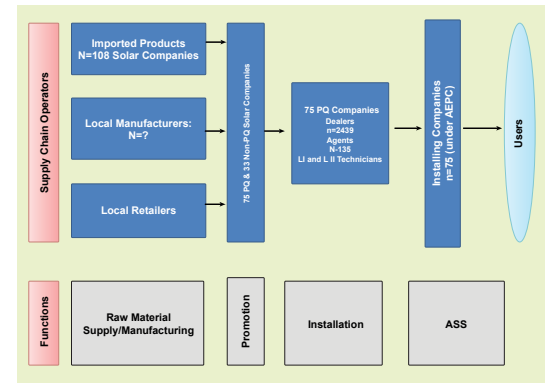 Supply Chain Operators
Imported Products
N=108 Solar Companies
Local Manufacturers:
N=?
Local Retailers
75 PQ & 33 Non-PQ Solar Companies
75 PQ Companies
Dealers
n=2439
Agents
N-135
LI and L II Technicians
Installing Companies
n=75 (under AEPC)
Users
Functions
Raw Material
Supply/Manufacturing
Promotion
Installation
ASS